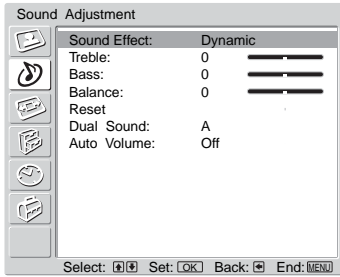 Sound Adjustment
Sound Effect: Dynamic
Treble: 0
Bass: 0
Balance: 0
Reset
Dual Sound: A
Auto Volume: Off
Select: Set: OK Back: End: MENU